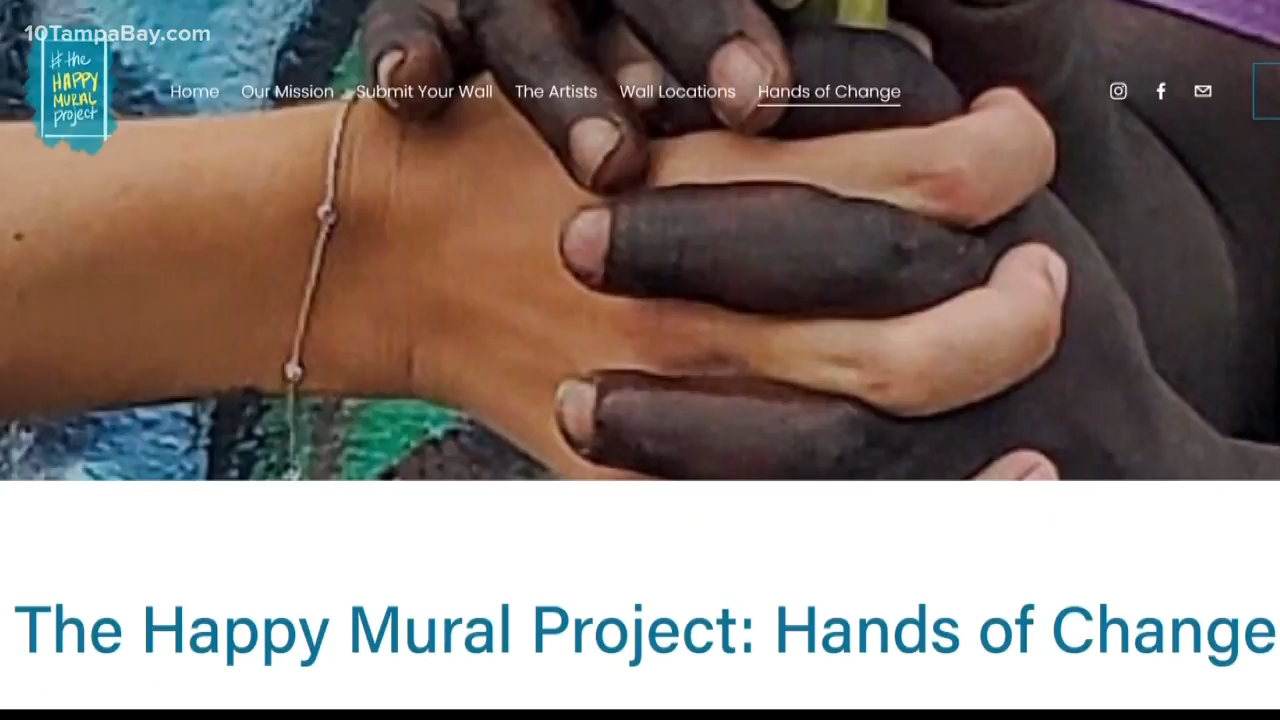 10TampaBay.com
#the
HAPPY
MURAL
project
Home Our Mission Submit Your Wall The Artists Wall Locations Hands of Change
The Happy Mural Project: Hands of Change